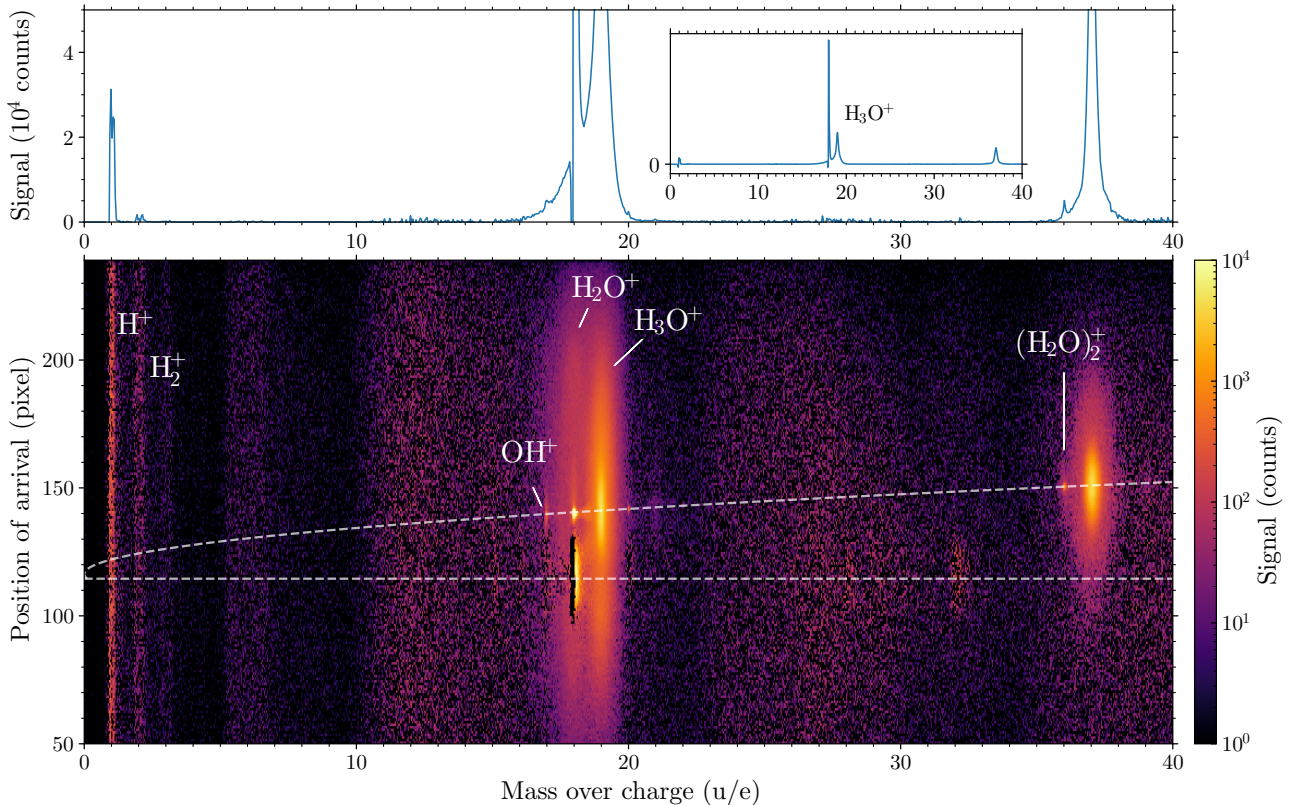 Signal (10⁴ counts)
4
2
0
0 10 20 30 40
H₃O⁺
0
0 10 20 30 40
Position of arrival (pixel)
200
150
100
50
H⁺
H₂⁺
OH⁺
H₂O⁺
H₃O⁺
(H₂O)₂⁺
0 10 20 30 40
Mass over charge (u/e)
10⁴
10³
10²
10¹
10⁰
Signal (counts)